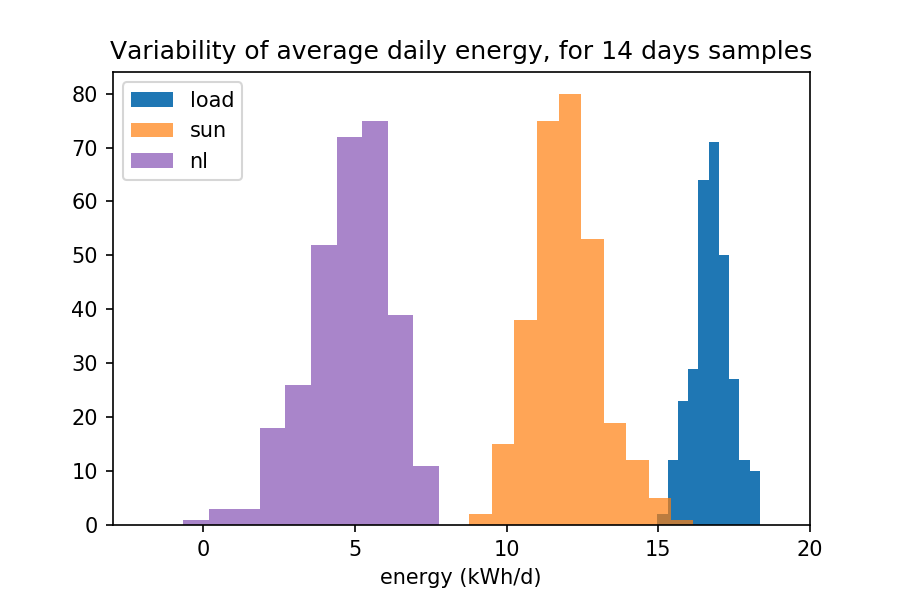 Variability of average daily energy, for 14 days samples
load
sun
nl
80
70
60
50
40
30
20
10
0
0 5 10 15 20
energy (kWh/d)